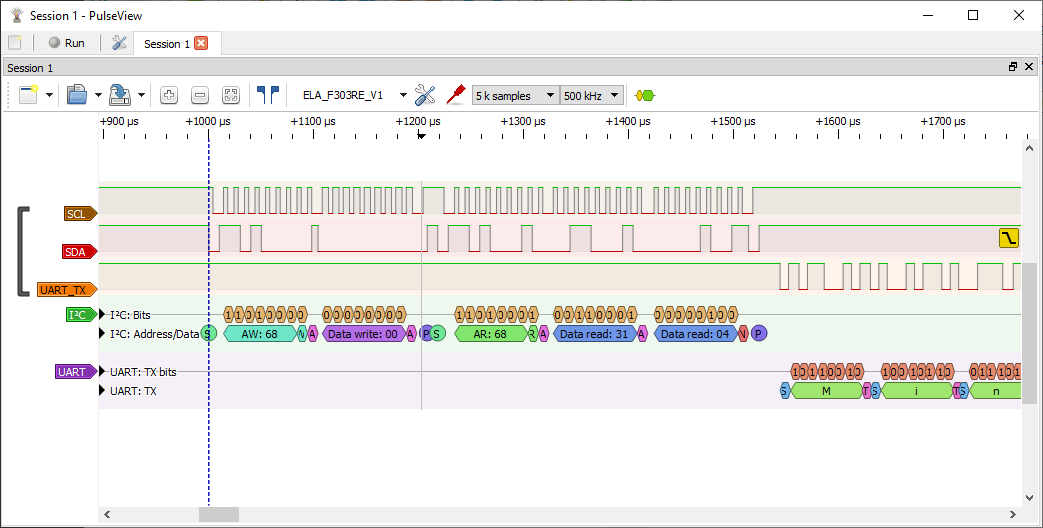 Session 1 - PulseView
Run
Session 1
Session 1
ELA_F303RE_V1
5 k samples
500 kHz
+900 µs +1000 µs +1100 µs +1200 µs +1300 µs +1400 µs +1500 µs +1600 µs +1700 µs
SCL
SDA
UART_TX
I²C
I²C: Bits
1 1 0 1 0 0 0 0 0 0 0 0 0 0 0 0 1 1 0 1 0 0 0 1 0 0 1 1 0 0 0 1 0 0 0 0 0 1 0 0
I²C: Address/Data
S AW: 68 W A Data write: 00 A P S AR: 68 R A Data read: 31 A Data read: 04 N P
UART
UART: TX bits
1 0 1 1 0 0 1 0 1 0 0 1 0 1 1 0 0 1 1 1 0 1
UART: TX
S M T S i T S n